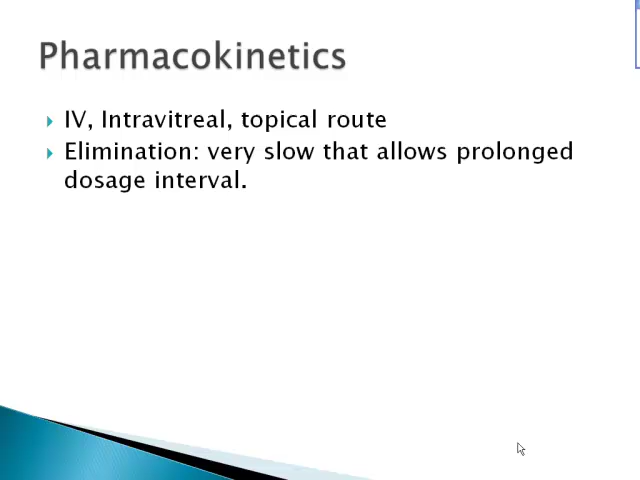 Pharmacokinetics
IV, Intravitreal, topical route
Elimination: very slow that allows prolonged
dosage interval.